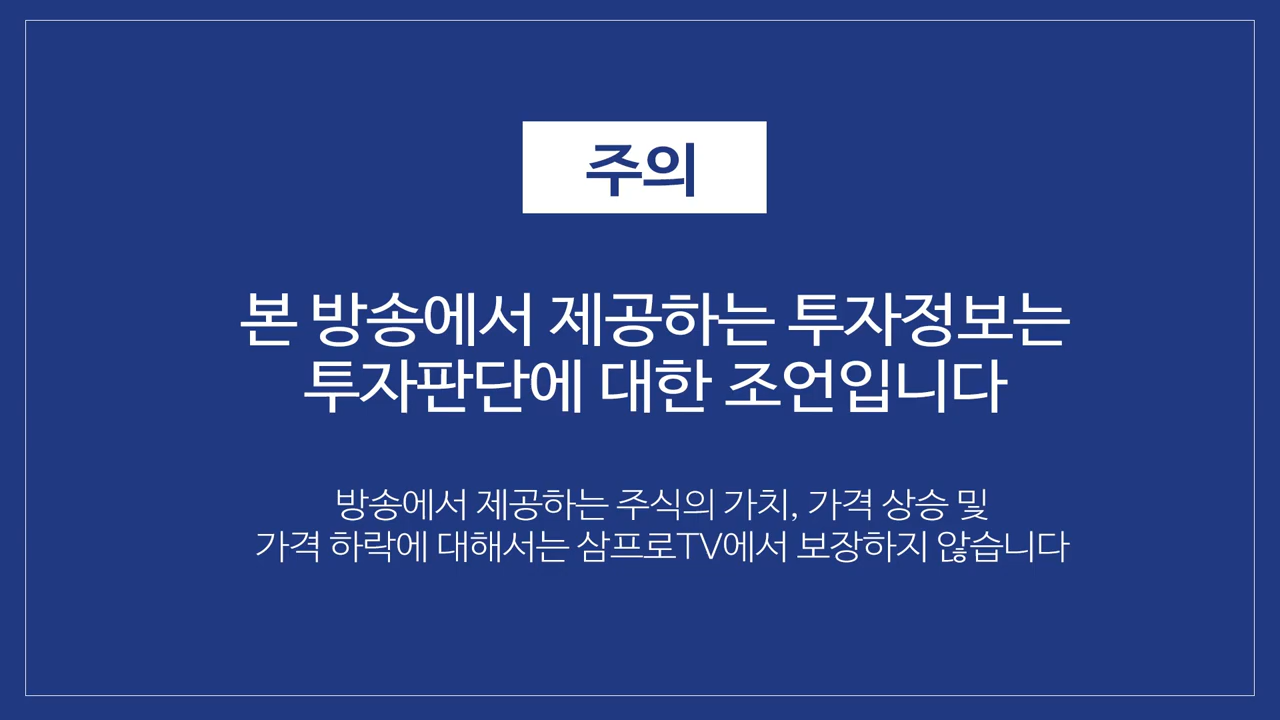 주의
본 방송에서 제공하는 투자정보는
투자판단에 대한 조언입니다
방송에서 제공하는 주식의 가치, 가격 상승 및
가격 하락에 대해서는 삼프로TV에서 보장하지 않습니다